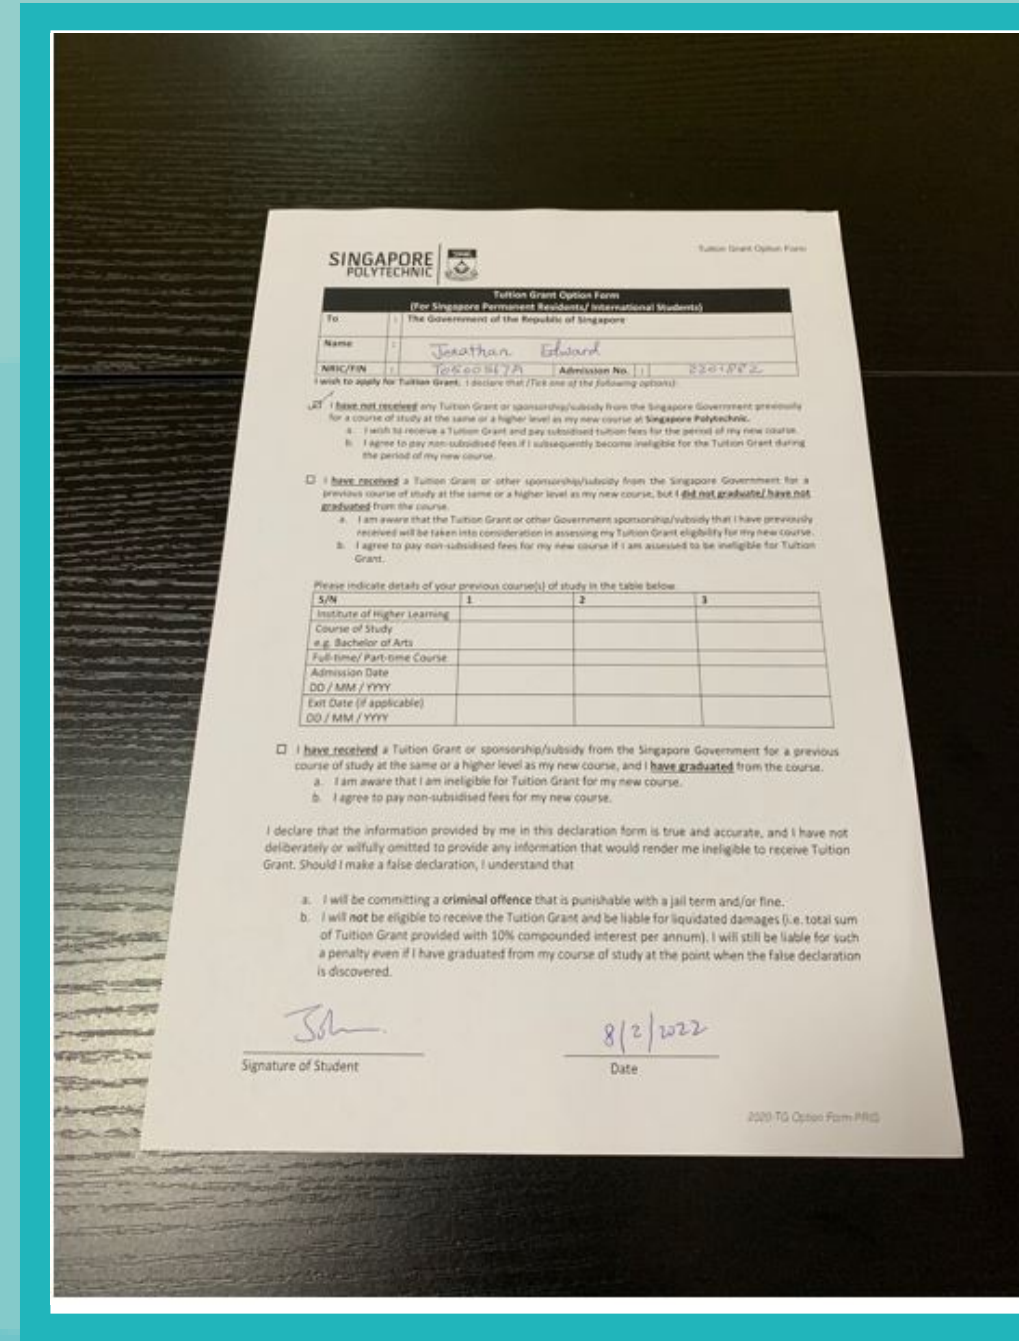 Tuition Grant Option Form
SINGAPORE
POLYTECHNIC
Tuition Grant Option Form
(For Singapore Permanent Residents/ International Students)
To : The Government of the Republic of Singapore
Name : Jonathan Edward
NRIC/FIN : T0500567A Admission No. : 2201882
I wish to apply for Tuition Grant. I declare that (Tick one of the following options):
☑ I have not received any Tuition Grant or sponsorship/subsidy from the Singapore Government previously
for a course of study at the same or a higher level as my new course at Singapore Polytechnic.
a. I wish to receive a Tuition Grant and pay subsidised tuition fees for the period of my new course.
b. I agree to pay non-subsidised fees if I subsequently become ineligible for the Tuition Grant during
the period of my new course.
☐ I have received a Tuition Grant or other sponsorship/subsidy from the Singapore Government for a
previous course of study at the same or a higher level as my new course, but I did not graduate/ have not
graduated from the course.
a. I am aware that the Tuition Grant or other Government sponsorship/subsidy that I have previously
received will be taken into consideration in assessing my Tuition Grant eligibility for my new course.
b. I agree to pay non-subsidised fees for my new course if I am assessed to be ineligible for Tuition
Grant.
Please indicate details of your previous course(s) of study in the table below
S/N 1 2 3
Institute of Higher Learning
Course of Study
e.g. Bachelor of Arts
Full-time/ Part-time Course
Admission Date
DD / MM / YYYY
Exit Date (if applicable)
DD / MM / YYYY
☐ I have received a Tuition Grant or sponsorship/subsidy from the Singapore Government for a previous
course of study at the same or a higher level as my new course, and I have graduated from the course.
a. I am aware that I am ineligible for Tuition Grant for my new course.
b. I agree to pay non-subsidised fees for my new course.
I declare that the information provided by me in this declaration form is true and accurate, and I have not
deliberately or wilfully omitted to provide any information that would render me ineligible to receive Tuition
Grant. Should I make a false declaration, I understand that
a. I will be committing a criminal offence that is punishable with a jail term and/or fine.
b. I will not be eligible to receive the Tuition Grant and be liable for liquidated damages (i.e. total sum
of Tuition Grant provided with 10% compounded interest per annum). I will still be liable for such
a penalty even if I have graduated from my course of study at the point when the false declaration
is discovered.
8/2/2022
Signature of Student Date
2020-TG Option Form-PRIS